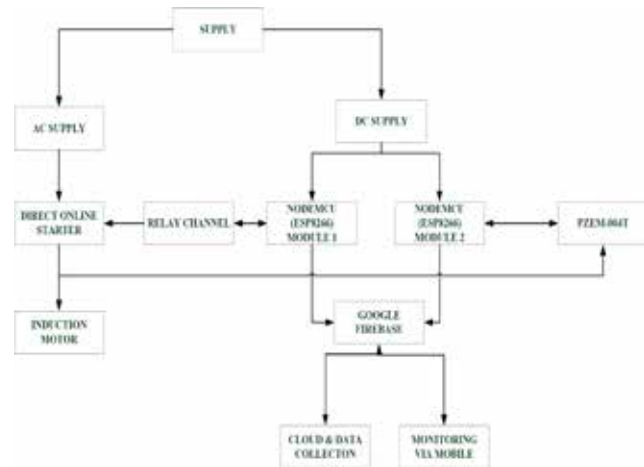 SUPPLY
AC SUPPLY
DC SUPPLY
DIRECT ONLINE
STARTER
RELAY CHANNEL
NODEMCU
(ESP8266)
MODULE 1
NODEMCU
(ESP8266)
MODULE 2
PZEM-004T
INDUCTION
MOTOR
GOOGLE
FIREBASE
CLOUD & DATA
COLLECTON
MONITORING
VIA MOBILE